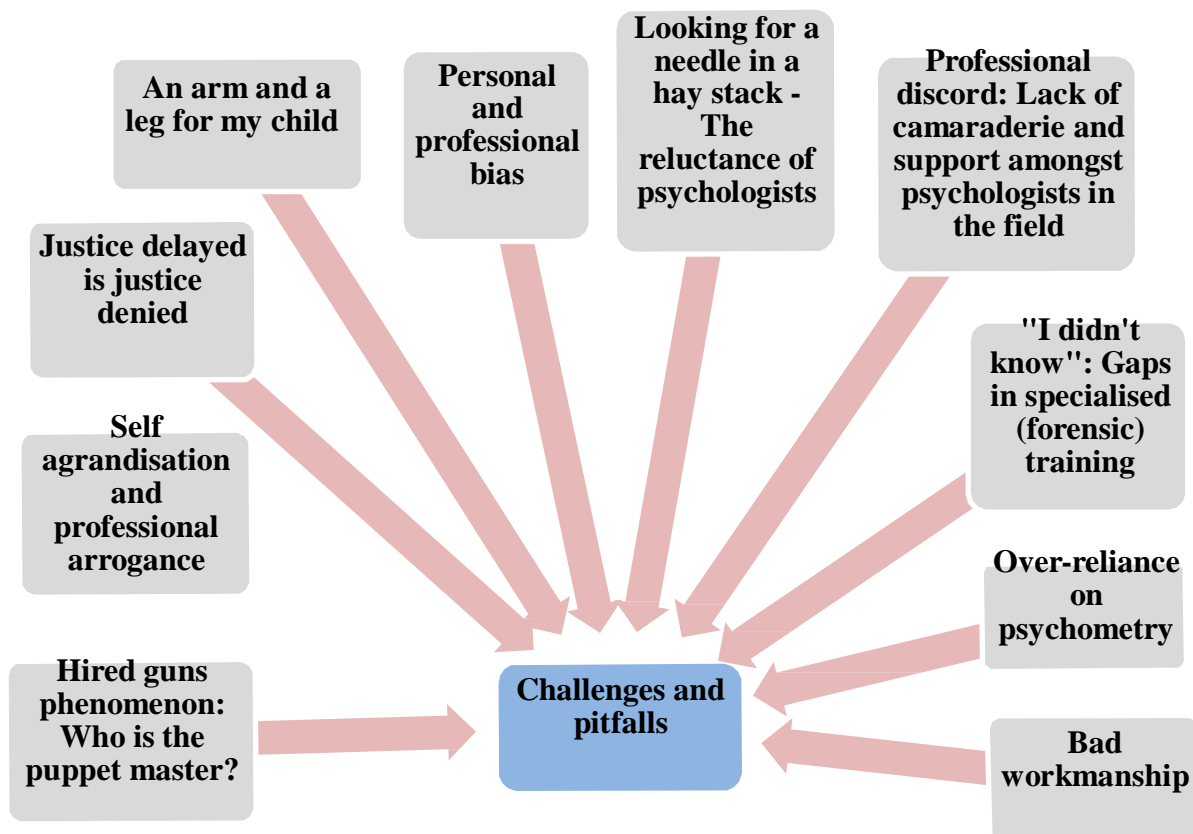 An arm and a
leg for my child
Personal
and
professional
bias
Looking for a
needle in a
hay stack -
The
reluctance of
psychologists
Professional
discord: Lack of
camaraderie and
support amongst
psychologists in
the field
Justice delayed
is justice
denied
"I didn't
know": Gaps
in specialised
(forensic)
training
Self
agrandisation
and
professional
arrogance
Over-reliance
on
psychometry
Hired guns
phenomenon:
Who is the
puppet master?
Challenges and
pitfalls
Bad
workmanship